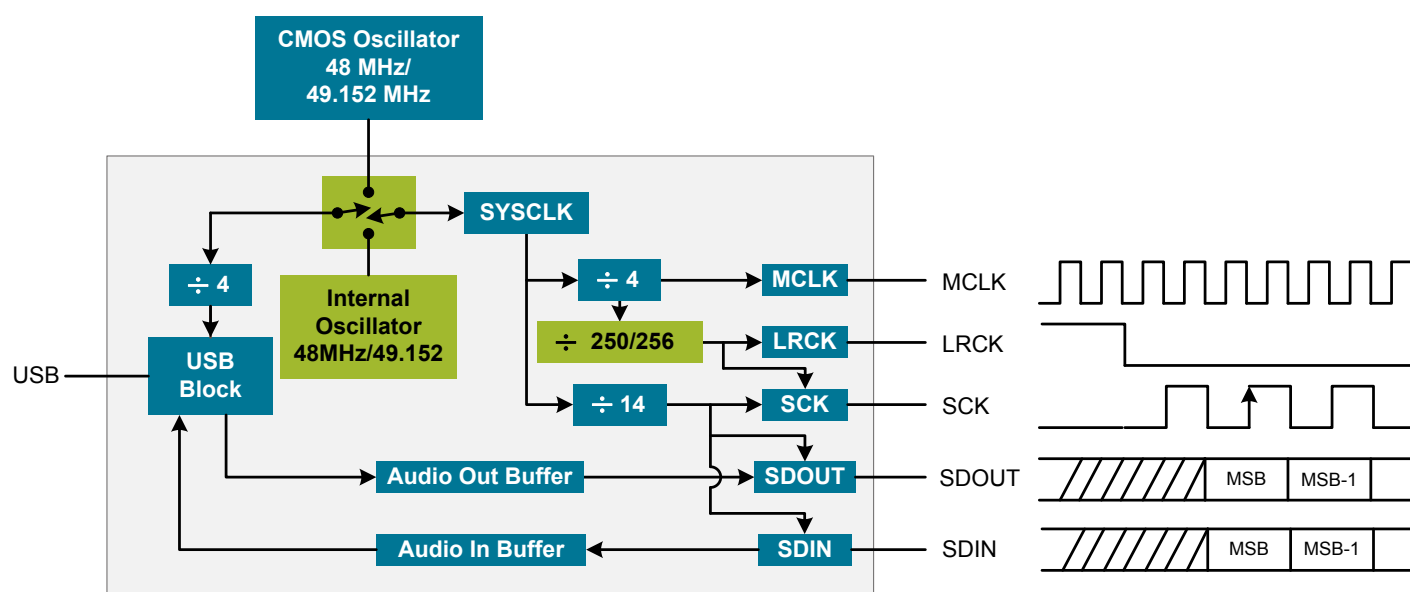 CMOS Oscillator
48 MHz/
49.152 MHz
SYSCLK
÷ 4
Internal
Oscillator
48MHz/49.152
÷ 4
MCLK
MCLK
÷ 250/256
LRCK
LRCK
USB
USB
Block
÷ 14
SCK
SCK
Audio Out Buffer
SDOUT
SDOUT
MSB
MSB-1
Audio In Buffer
SDIN
SDIN
MSB
MSB-1